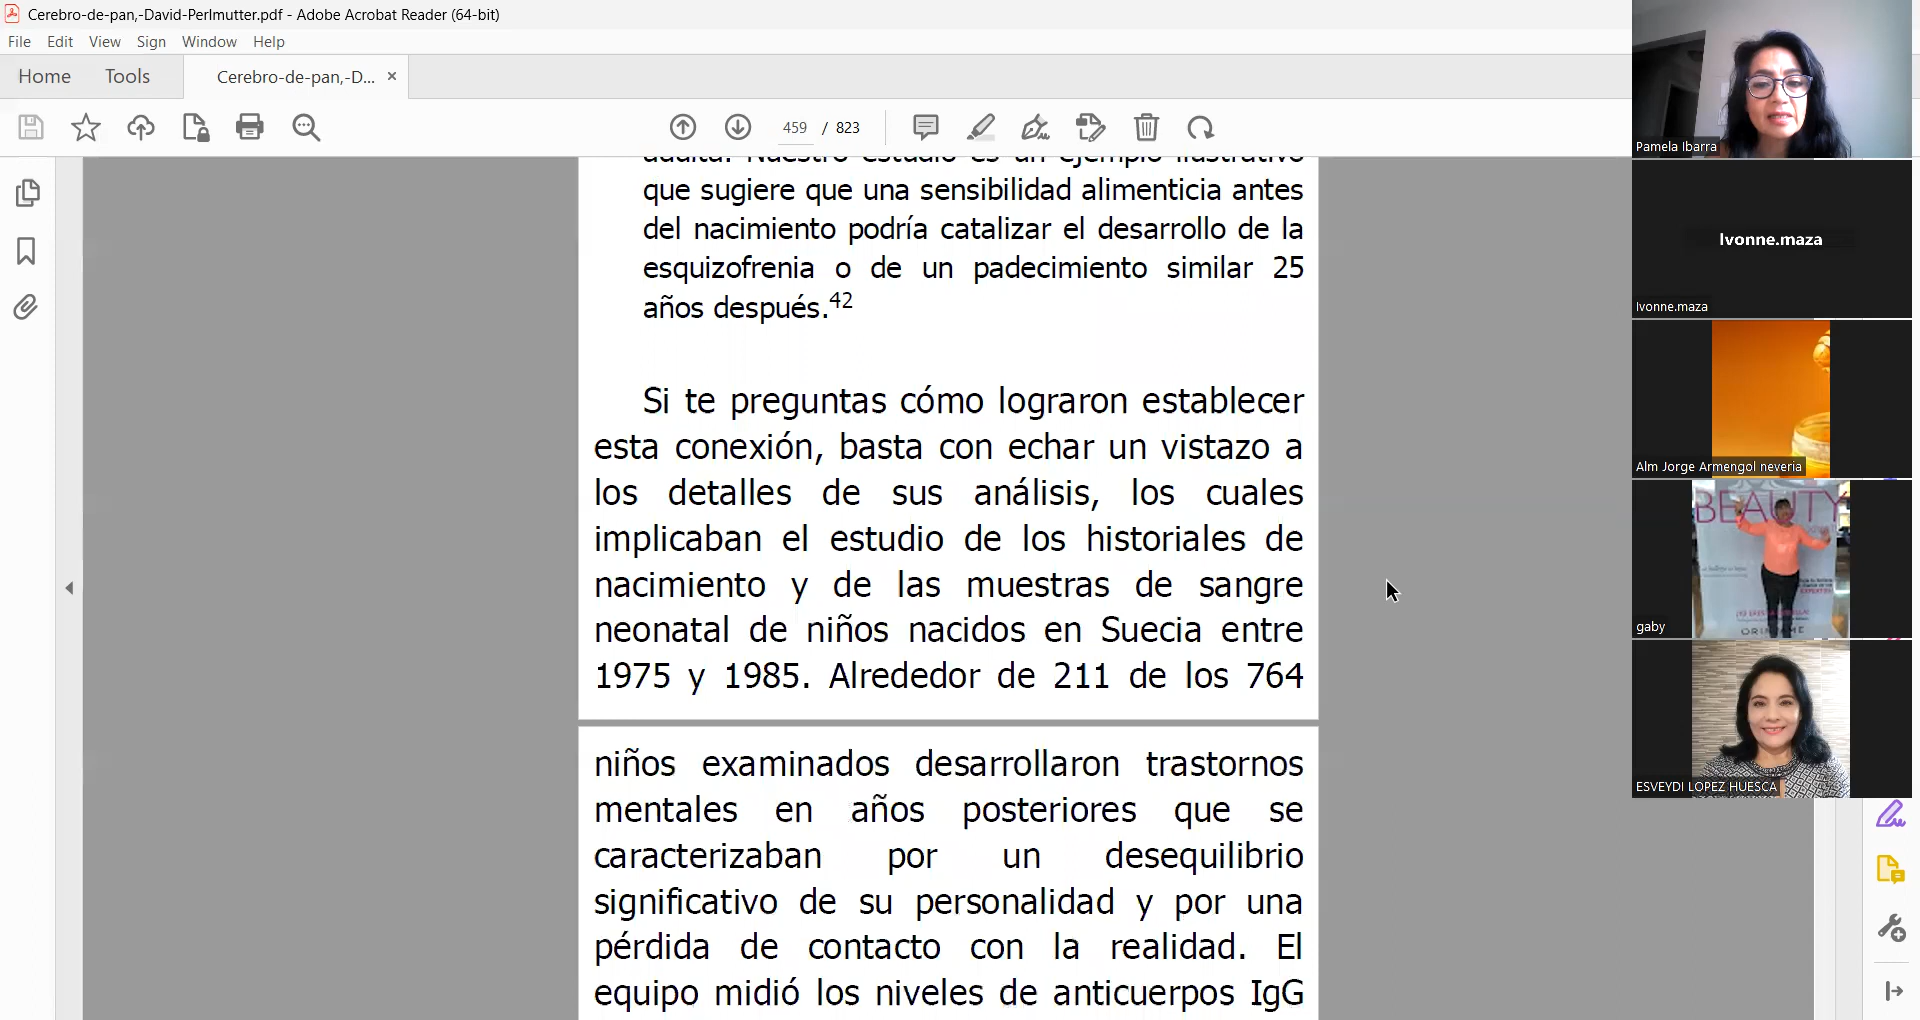 Cerebro-de-pan,-David-Perlmutter.pdf - Adobe Acrobat Reader (64-bit)
File Edit View Sign Window Help
Home Tools Cerebro-de-pan,-D... ×
459 / 823
que sugiere que una sensibilidad alimenticia antes
del nacimiento podría catalizar el desarrollo de la
esquizofrenia o de un padecimiento similar 25
años después.42
Si te preguntas cómo lograron establecer
esta conexión, basta con echar un vistazo a
los detalles de sus análisis, los cuales
implicaban el estudio de los historiales de
nacimiento y de las muestras de sangre
neonatal de niños nacidos en Suecia entre
1975 y 1985. Alrededor de 211 de los 764
niños examinados desarrollaron trastornos
mentales en años posteriores que se
caracterizaban por un desequilibrio
significativo de su personalidad y por una
pérdida de contacto con la realidad. El
equipo midió los niveles de anticuerpos IgG
Pamela Ibarra
Ivonne.maza
Ivonne.maza
Alm Jorge Armengol neveria
BEAUTY
gaby
ESVEYDI LOPEZ HUESCA